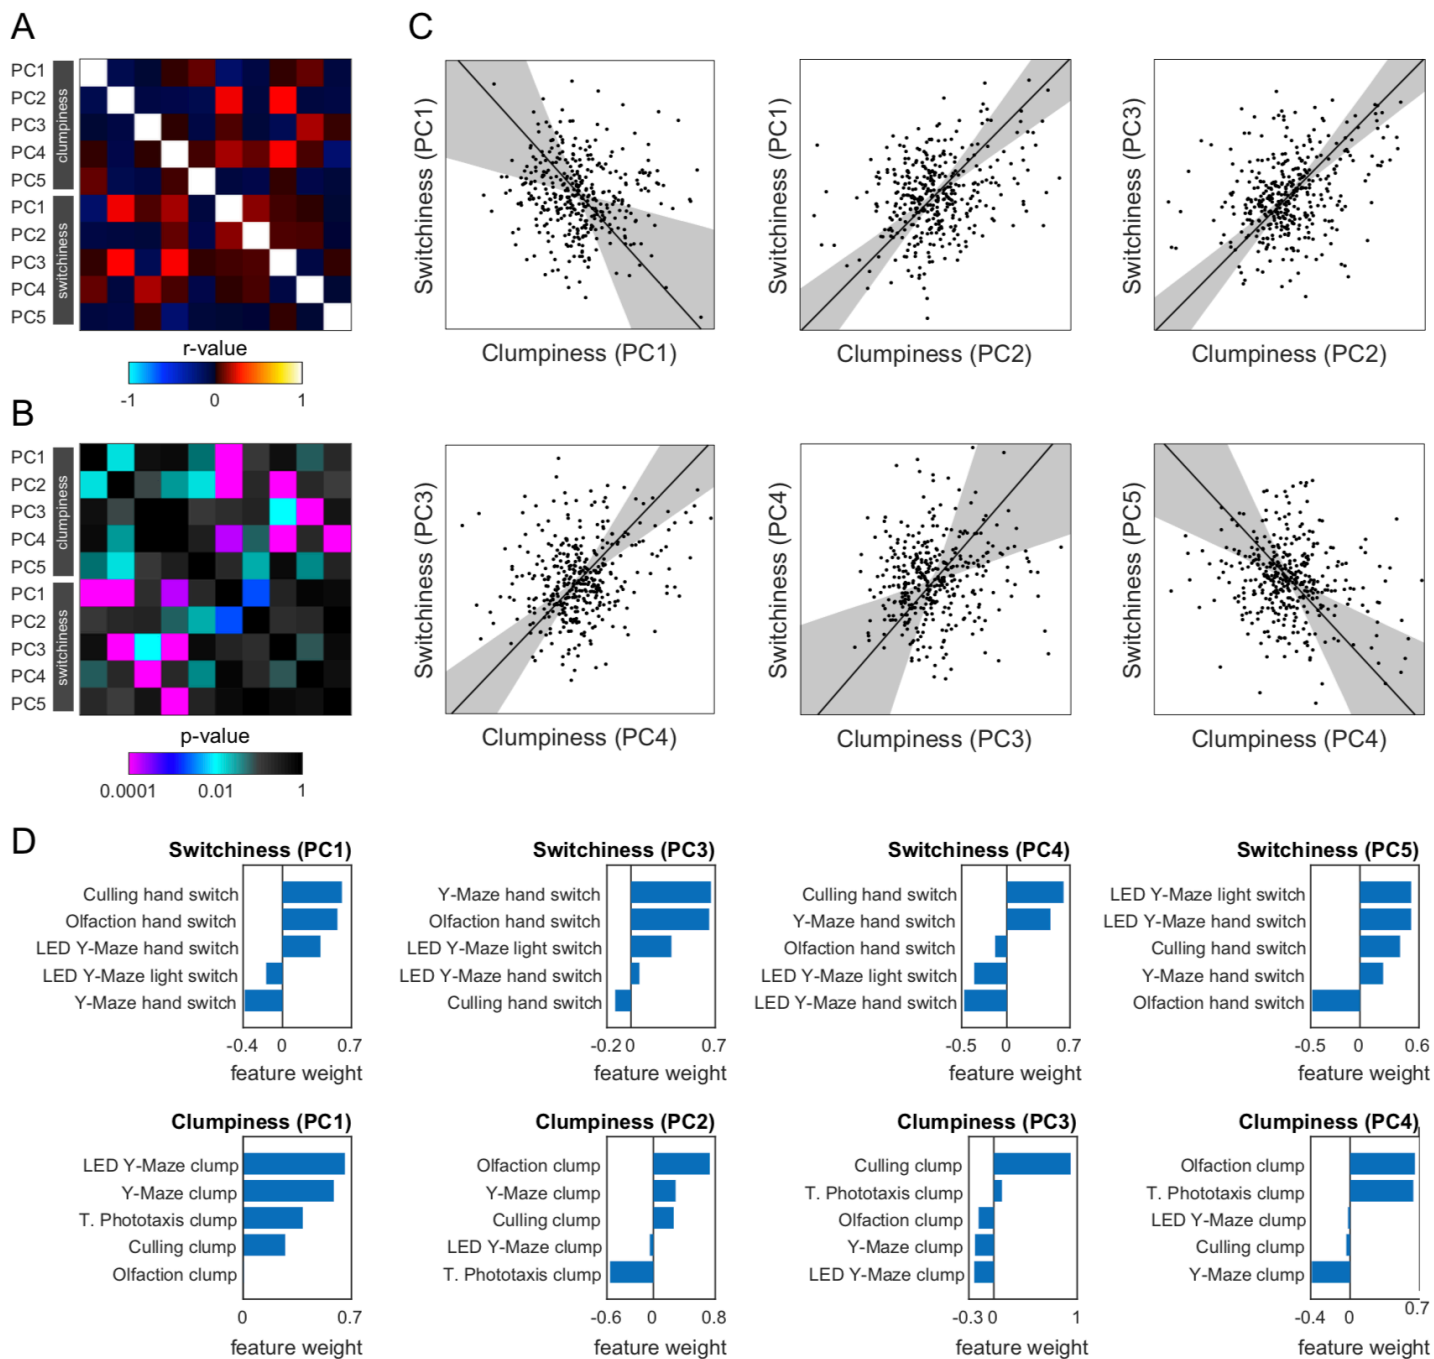 A
PC1
PC2
PC3
PC4
PC5
PC1
PC2
PC3
PC4
PC5
clumpiness
switchiness
r-value
-1 0 1
B
PC1
PC2
PC3
PC4
PC5
PC1
PC2
PC3
PC4
PC5
clumpiness
switchiness
p-value
0.0001 0.01 1
C
Switchiness (PC1)
Clumpiness (PC1)
Switchiness (PC1)
Clumpiness (PC2)
Switchiness (PC3)
Clumpiness (PC2)
Switchiness (PC3)
Clumpiness (PC4)
Switchiness (PC4)
Clumpiness (PC3)
Switchiness (PC5)
Clumpiness (PC4)
D
Switchiness (PC1)
Culling hand switch
Olfaction hand switch
LED Y-Maze hand switch
LED Y-Maze light switch
Y-Maze hand switch
-0.4 0 0.7
feature weight
Switchiness (PC3)
Y-Maze hand switch
Olfaction hand switch
LED Y-Maze light switch
LED Y-Maze hand switch
Culling hand switch
-0.2 0 0.7
feature weight
Switchiness (PC4)
Culling hand switch
Y-Maze hand switch
Olfaction hand switch
LED Y-Maze light switch
LED Y-Maze hand switch
-0.5 0 0.7
feature weight
Switchiness (PC5)
LED Y-Maze light switch
LED Y-Maze hand switch
Culling hand switch
Y-Maze hand switch
Olfaction hand switch
-0.5 0 0.6
feature weight
Clumpiness (PC1)
LED Y-Maze clump
Y-Maze clump
T. Phototaxis clump
Culling clump
Olfaction clump
0 0.7
feature weight
Clumpiness (PC2)
Olfaction clump
Y-Maze clump
Culling clump
LED Y-Maze clump
T. Phototaxis clump
-0.6 0 0.8
feature weight
Clumpiness (PC3)
Culling clump
T. Phototaxis clump
Olfaction clump
Y-Maze clump
LED Y-Maze clump
-0.3 0 1
feature weight
Clumpiness (PC4)
Olfaction clump
T. Phototaxis clump
LED Y-Maze clump
Culling clump
Y-Maze clump
-0.4 0 0.7
feature weight